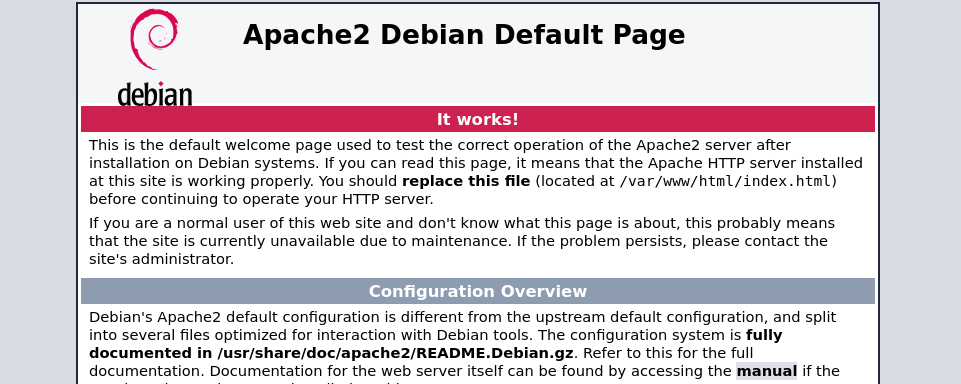 debian
Apache2 Debian Default Page
It works!
This is the default welcome page used to test the correct operation of the Apache2 server after
installation on Debian systems. If you can read this page, it means that the Apache HTTP server installed
at this site is working properly. You should replace this file (located at /var/www/html/index.html)
before continuing to operate your HTTP server.
If you are a normal user of this web site and don't know what this page is about, this probably means
that the site is currently unavailable due to maintenance. If the problem persists, please contact the
site's administrator.
Configuration Overview
Debian's Apache2 default configuration is different from the upstream default configuration, and split
into several files optimized for interaction with Debian tools. The configuration system is fully
documented in /usr/share/doc/apache2/README.Debian.gz. Refer to this for the full
documentation. Documentation for the web server itself can be found by accessing the manual if the